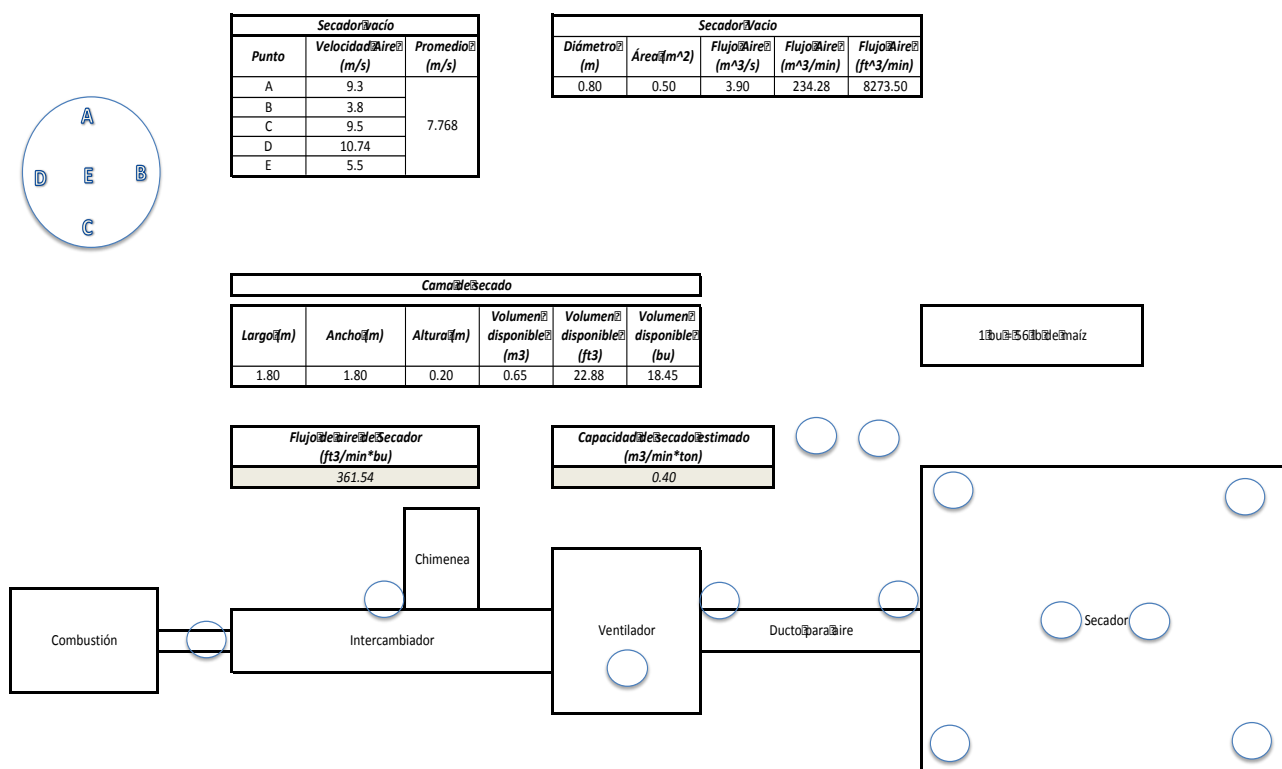 Secador vacío
Punto Velocidad Aire (m/s) Promedio (m/s)
A 9.3
B 3.8
C 9.5
D 10.74
E 5.5
7.768
Secador Vacio
Diámetro (m) Área (m^2) Flujo Aire (m^3/s) Flujo Aire (m^3/min) Flujo Aire (ft^3/min)
0.80 0.50 3.90 234.28 8273.50
A
D E B
C
Cama de secado
Largo (m) Ancho (m) Altura (m) Volumen disponible (m3) Volumen disponible (ft3) Volumen disponible (bu)
1.80 1.80 0.20 0.65 22.88 18.45
1 bu = 56 lb de maíz
Flujo de aire de Secador
(ft3/min*bu)
361.54
Capacidad de secado estimado
(m3/min*ton)
0.40
Chimenea
Combustión
Intercambiador
Ventilador
Ducto para aire
Secador